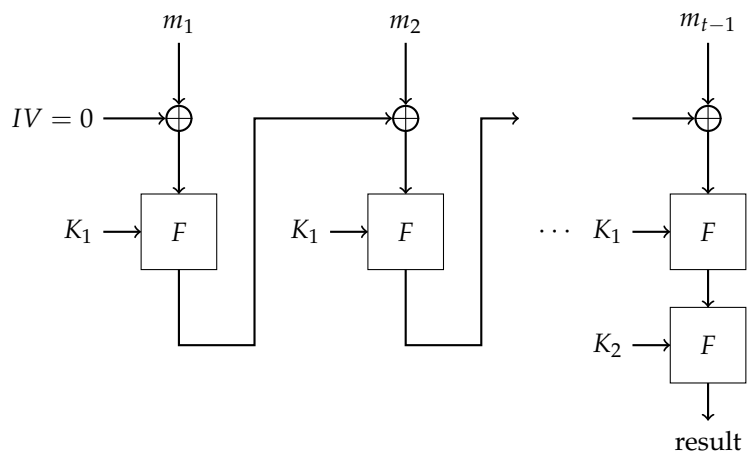 m₁ m₂ mₜ₋₁
IV = 0
K₁ F K₁ F ⋯ K₁ F
K₂ F
result